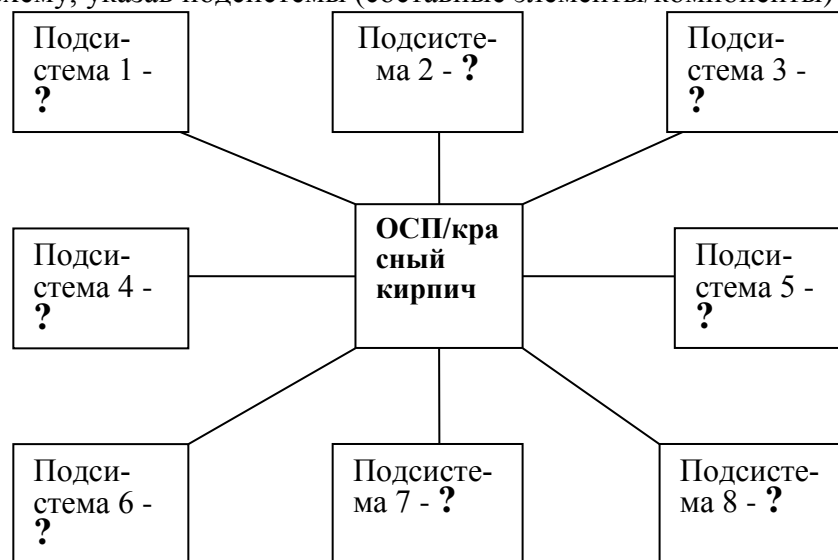 схему, указав подсистемы (составные элементы/компоненты)
Подси-
стема 1 -
?
Подсисте-
ма 2 - ?
Подси-
стема 3 -
?
ОСП/кра
сный
кирпич
Подси-
стема 4 -
?
Подси-
стема 5 -
?
Подси-
стема 6 -
?
Подсисте-
ма 7 - ?
Подсисте-
ма 8 - ?